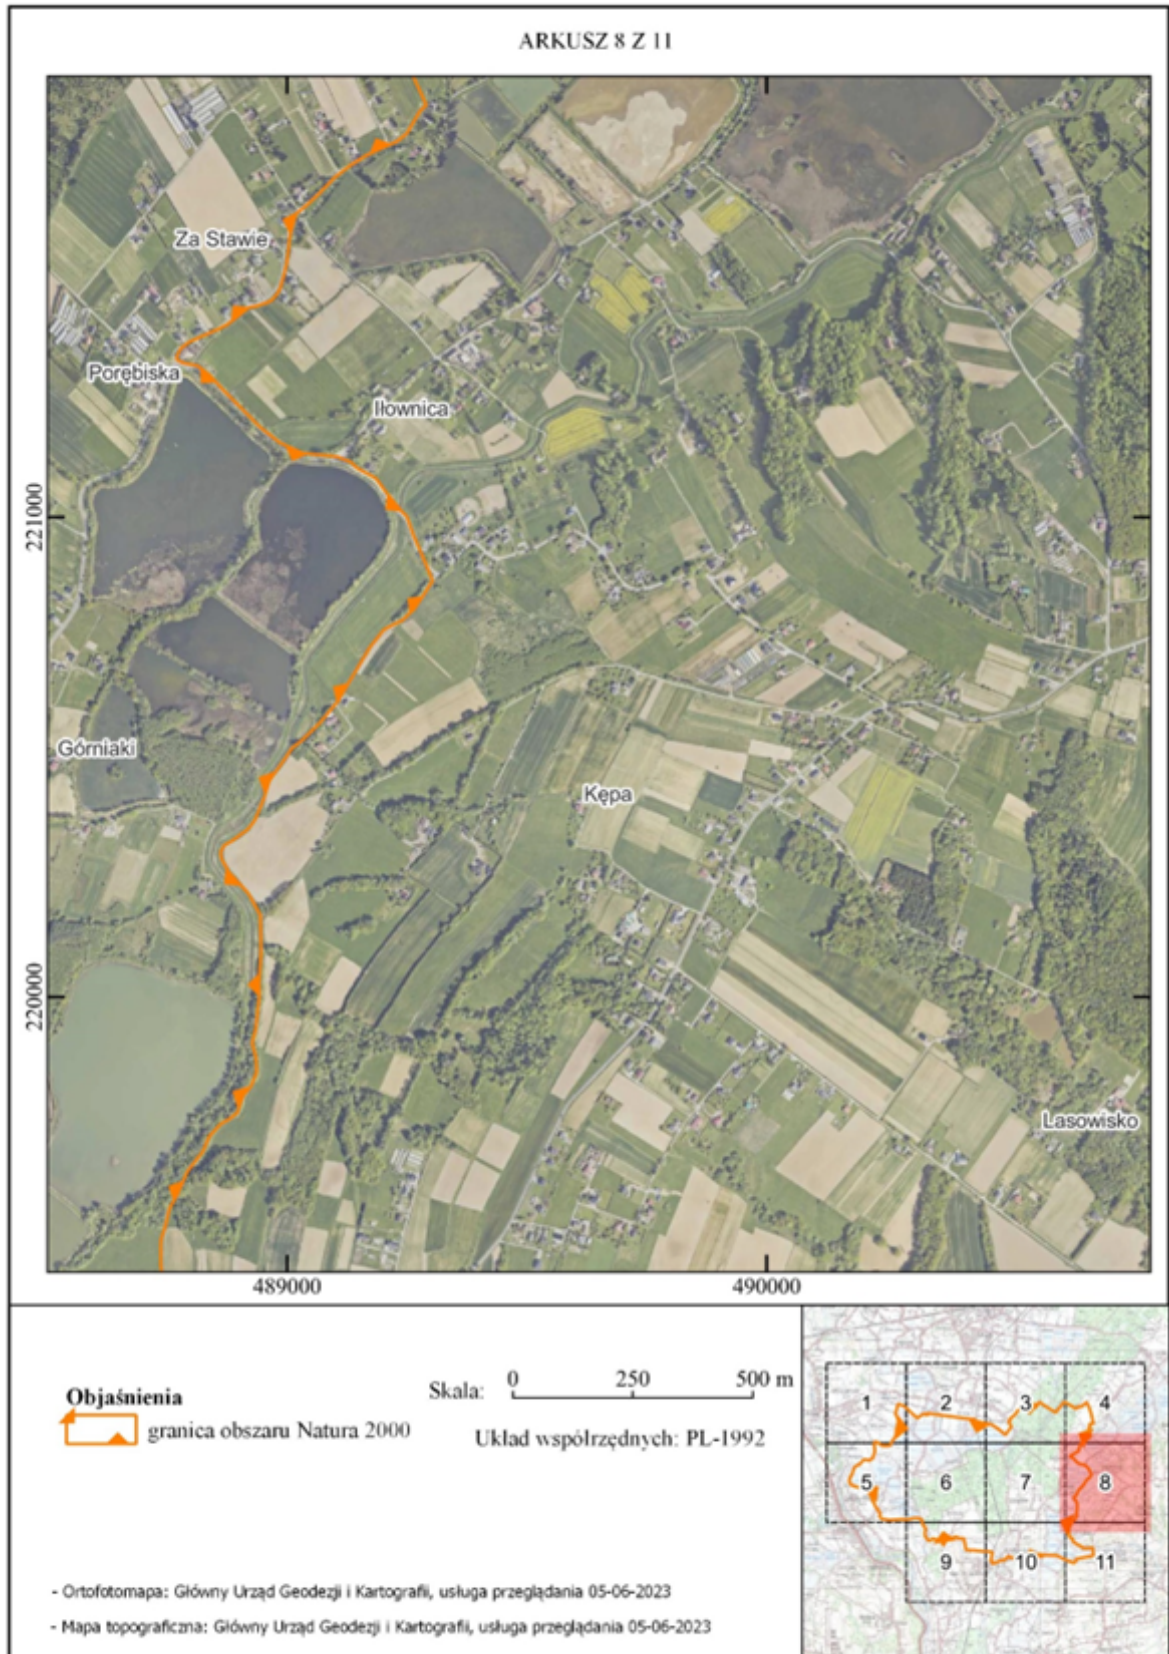 ARKUSZ 8 Z 11
Za Stawie
Porębiska
Iłownica
221000
Górniaki
Kępa
220000
Lasowisko
489000
490000
Objaśnienia
granica obszaru Natura 2000
Skala: 0 250 500 m
Układ współrzędnych: PL-1992
1 2 3 4
5 6 7 8
9 10 11
- Ortofotomapa: Główny Urząd Geodezji i Kartografii, usługa przeglądania 05-06-2023
- Mapa topograficzna: Główny Urząd Geodezji i Kartografii, usługa przeglądania 05-06-2023